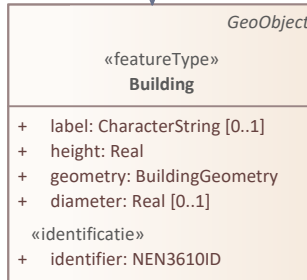 GeoObject
«featureType»
Building
+ label: CharacterString [0..1]
+ height: Real
+ geometry: BuildingGeometry
+ diameter: Real [0..1]
«identificatie»
+ identifier: NEN3610ID